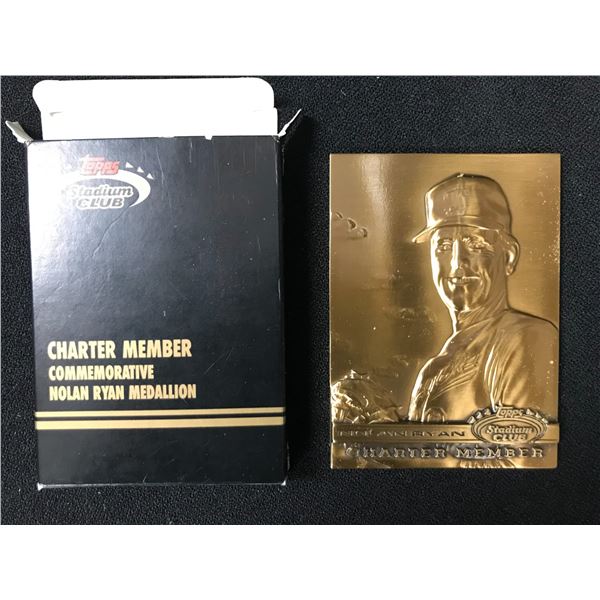 Topps
Stadium
CLUB
CHARTER MEMBER
COMMEMORATIVE
NOLAN RYAN MEDALLION
NOLAN RYAN
Topps
Stadium
CLUB
CHARTER MEMBER